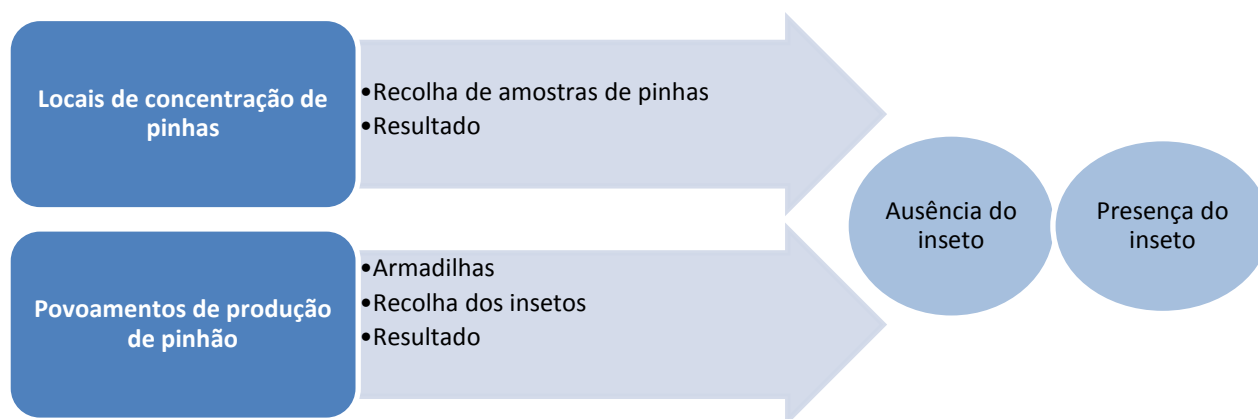 Locais de concentração de
pinhas
•Recolha de amostras de pinhas
•Resultado
Povoamentos de produção
de pinhão
•Armadilhas
•Recolha dos insetos
•Resultado
Ausência do
inseto
Presença do
inseto